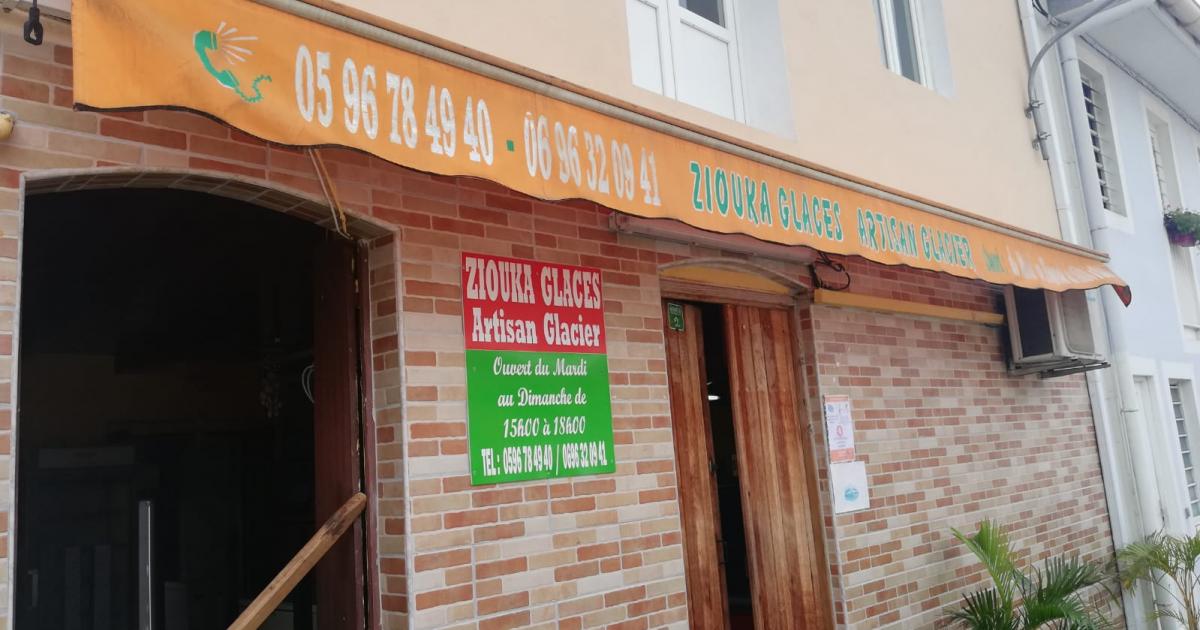 05 96 78 49 40 - 06 96 32 09 41 ZIOUKA GLACES ARTISAN GLACIER
ZIOUKA GLACES
Artisan Glacier
Ouvert du Mardi
au Dimanche de
15h00 à 18h00
TEL: 0596 78 49 40 / 0696 32 09 41